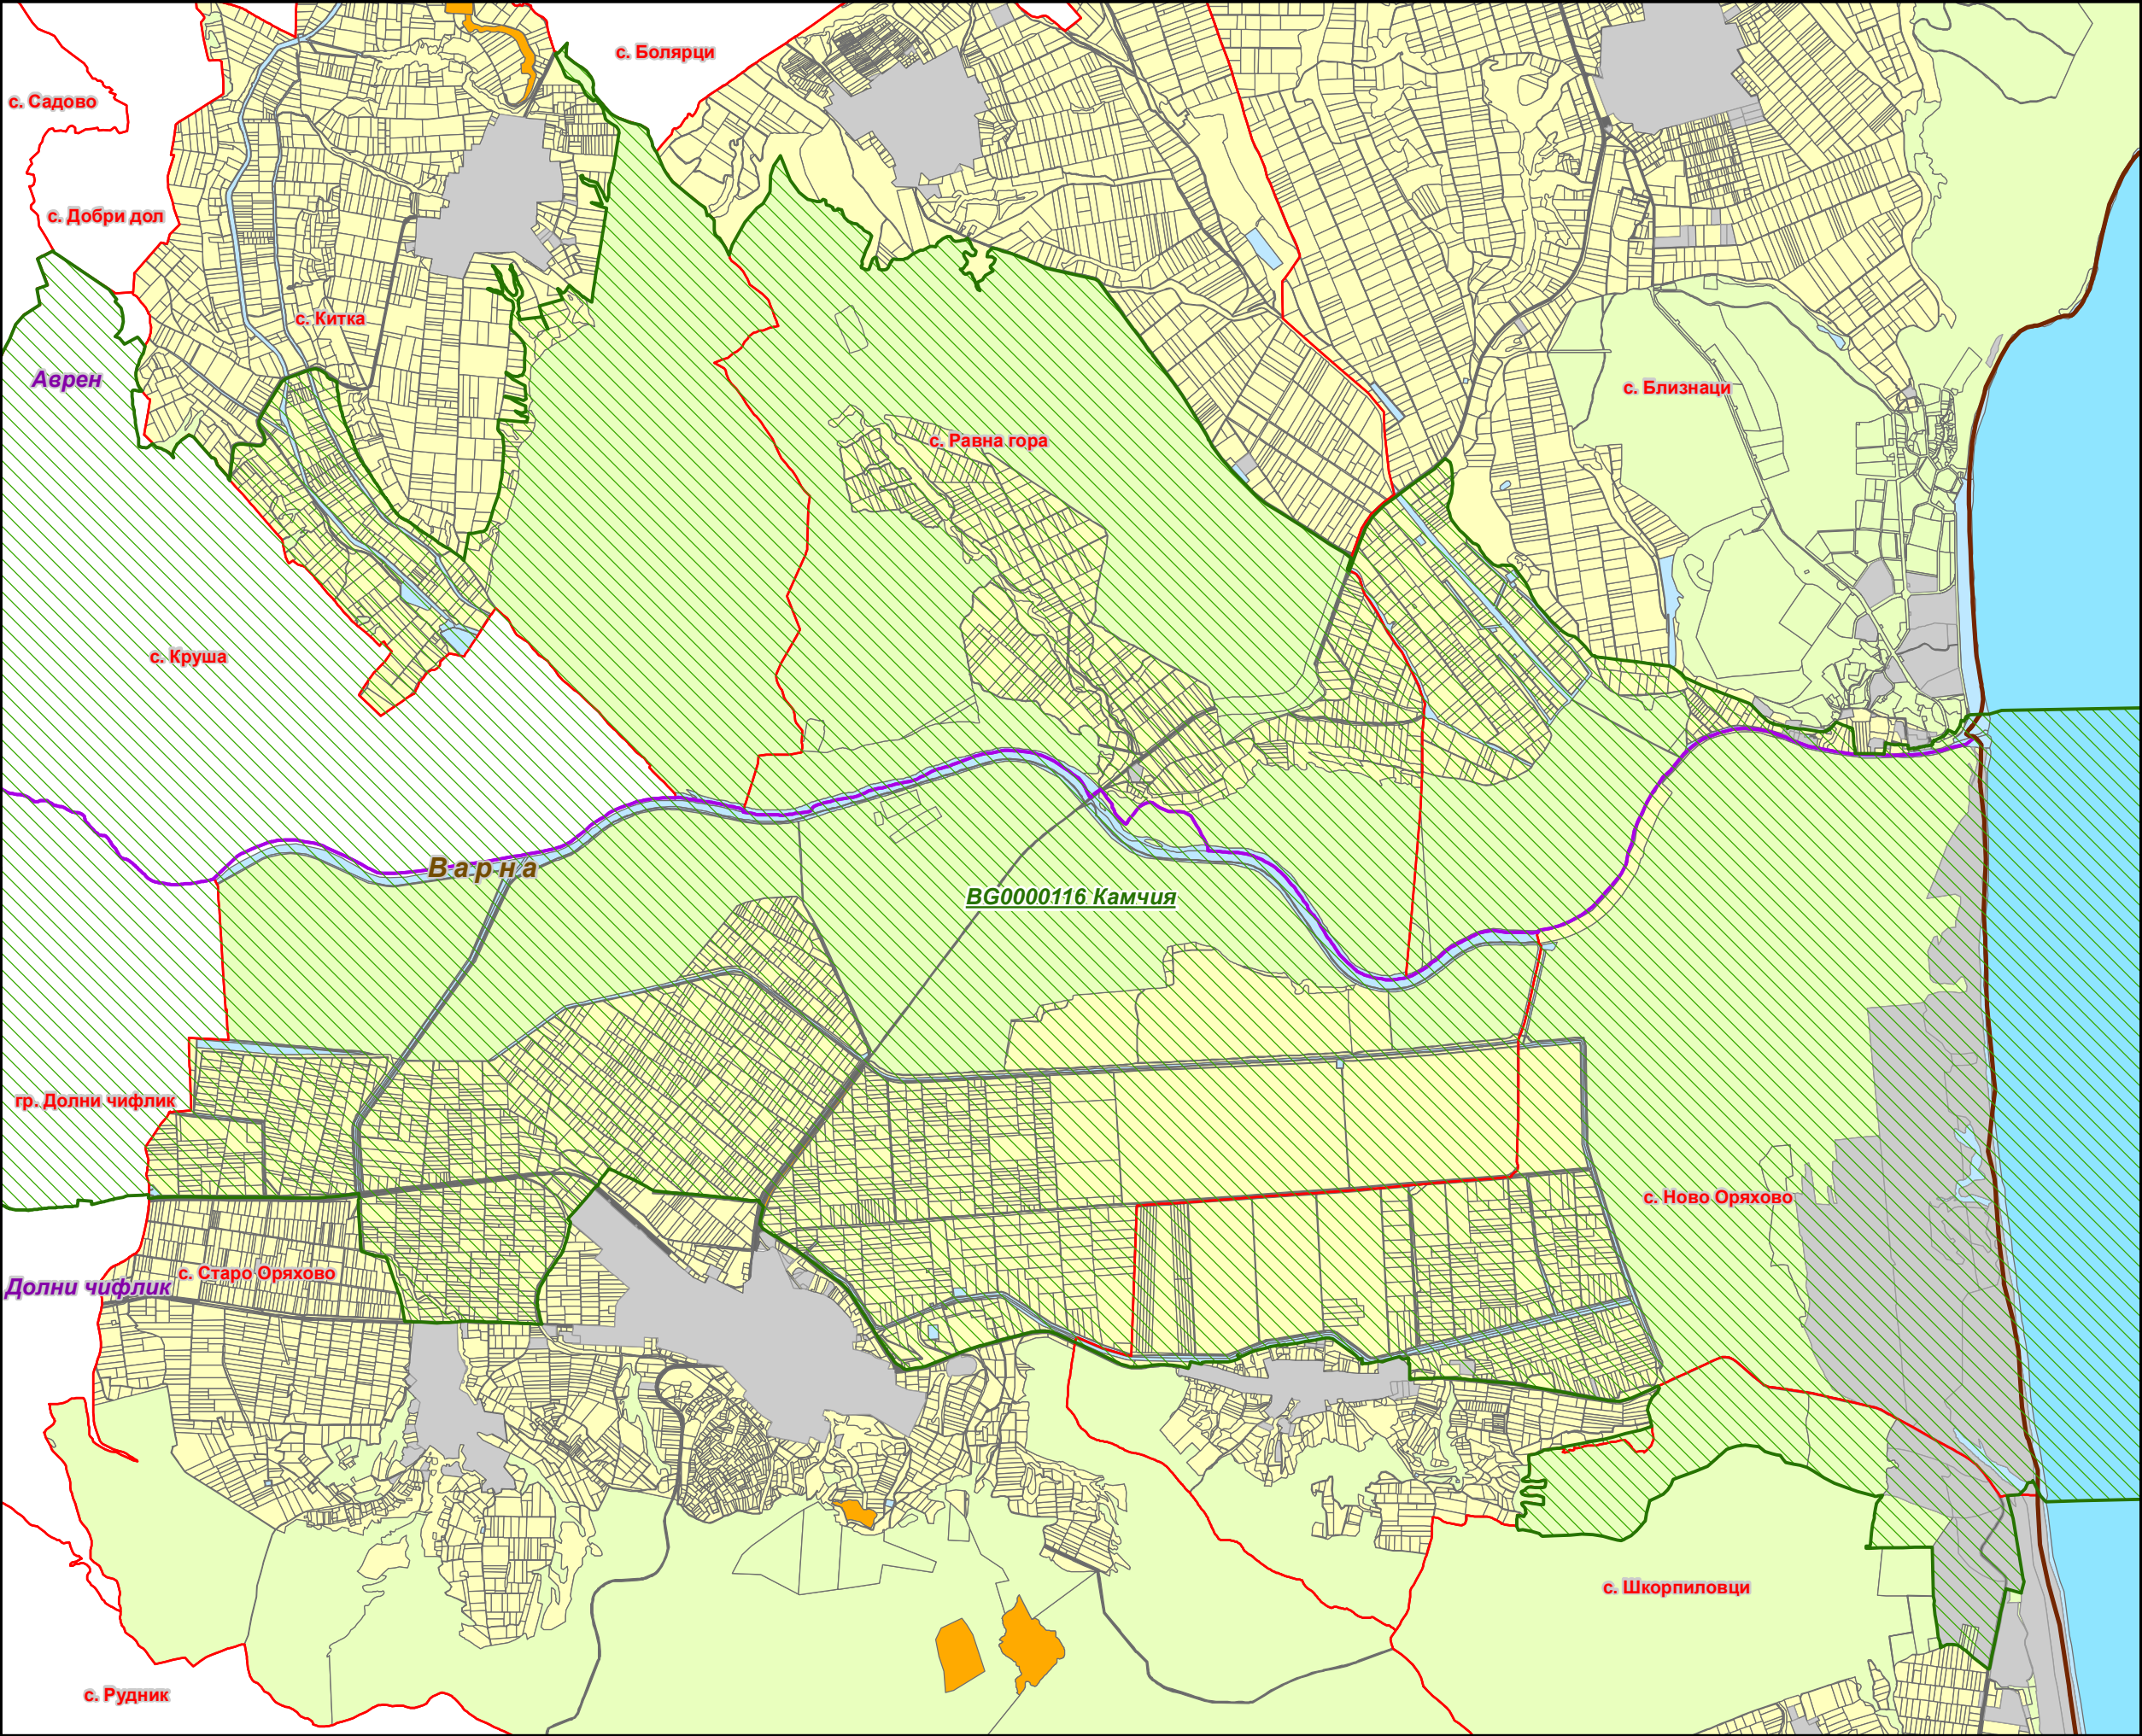 с. Болярци
с. Садово
с. Добри дол
с. Китка
Аврен
с. Близнаци
с. Равна гора
с. Круша
Варна
BG0000116 Камчия
гр. Долни чифлик
с. Ново Оряхово
с. Старо Оряхово
Долни чифлик
с. Шкорпиловци
с. Рудник